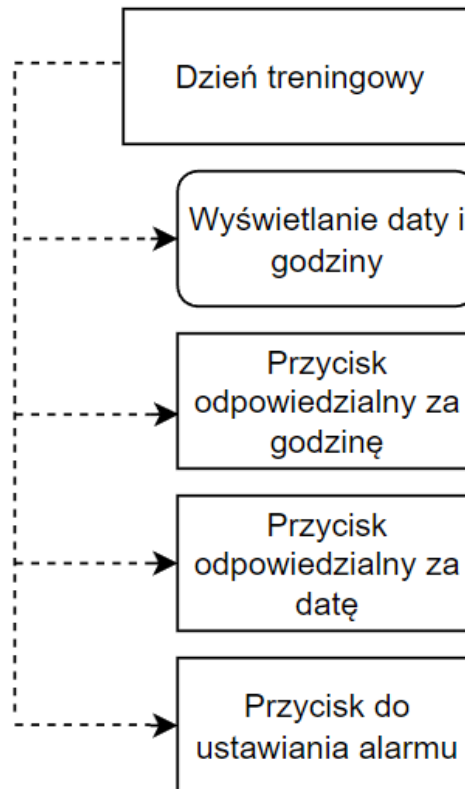 Dzień treningowy
Wyświetlanie daty i
godziny
Przycisk
odpowiedzialny za
godzinę
Przycisk
odpowiedzialny za
datę
Przycisk do
ustawiania alarmu